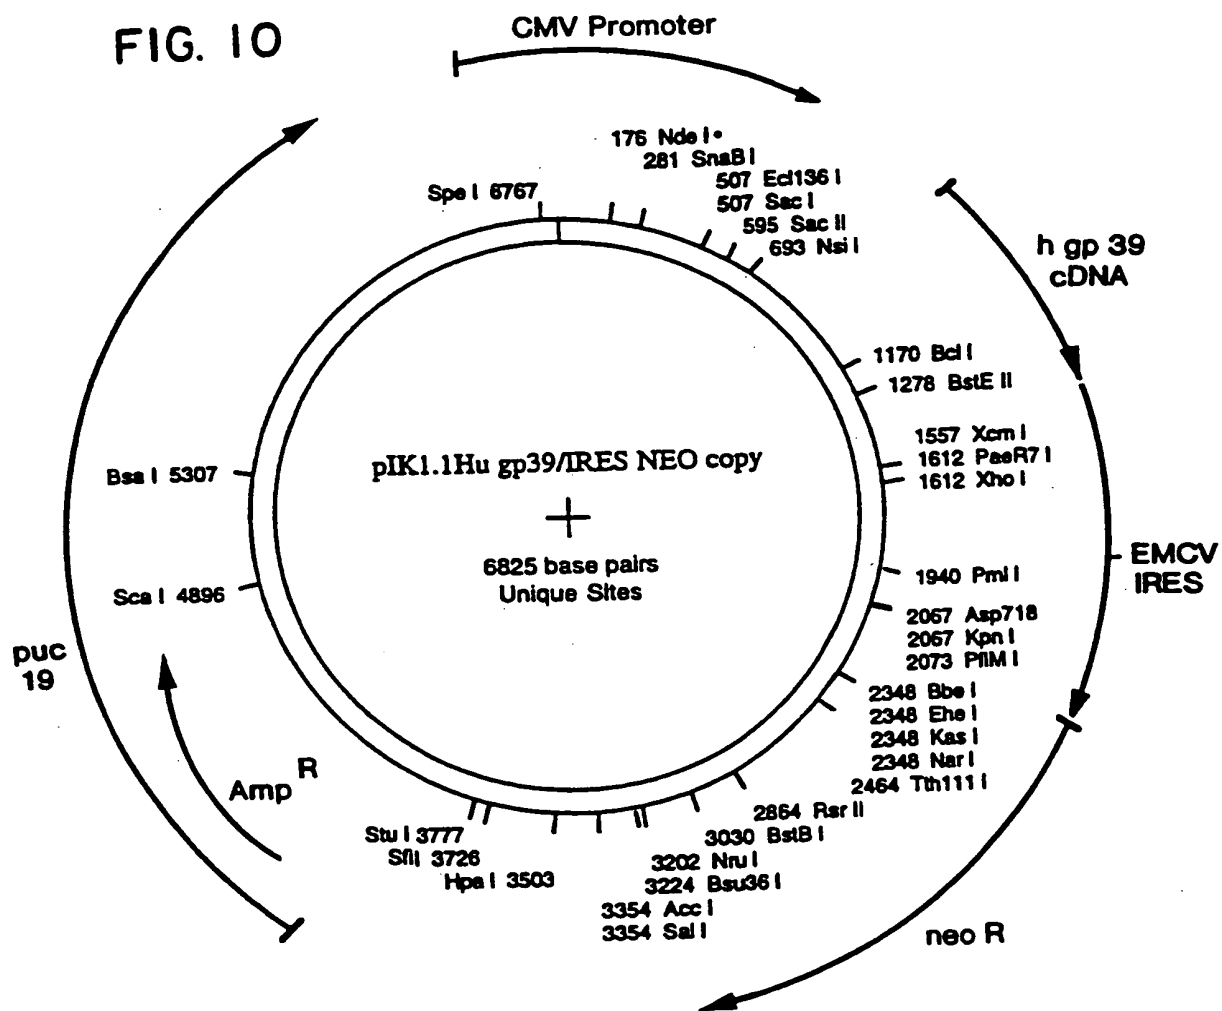 FIG. 10
CMV Promoter
176 Nde I•
281 SnaB I
507 Ecl136 I
507 Sac I
595 Sac II
693 Nsi I
Spe I 6767
h gp 39
cDNA
1170 Bcl I
1278 BstE II
1557 Xcm I
1612 PaeR7 I
1612 Xho I
Bsa I 5307
pIK1.1Hu gp39/IRES NEO copy
6825 base pairs
Unique Sites
EMCV
IRES
1940 Pml I
Sca I 4896
2067 Asp718
2067 Kpn I
2073 PflM I
puc
19
2348 Bbe I
2348 Ehe I
2348 Kas I
2348 Nar I
2464 Tth111 I
Amp R
2864 Rsr II
3030 BstB I
3202 Nru I
3224 Bsu36 I
3354 Acc I
3354 Sal I
Stu I 3777
Sfi I 3726
Hpa I 3503
neo R